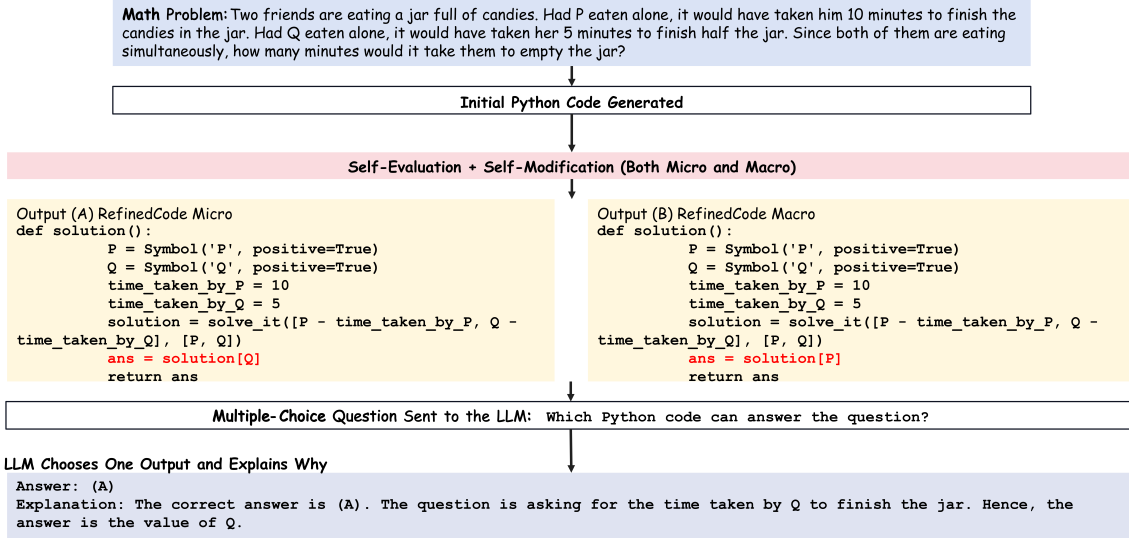 Math Problem: Two friends are eating a jar full of candies. Had P eaten alone, it would have taken him 10 minutes to finish the
candies in the jar. Had Q eaten alone, it would have taken her 5 minutes to finish half the jar. Since both of them are eating
simultaneously, how many minutes would it take them to empty the jar?
Initial Python Code Generated
Self-Evaluation + Self-Modification (Both Micro and Macro)
Output (A) RefinedCode Micro
def solution():
P = Symbol('P', positive=True)
Q = Symbol('Q', positive=True)
time_taken_by_P = 10
time_taken_by_Q = 5
solution = solve_it([P - time_taken_by_P, Q -
time_taken_by_Q], [P, Q])
ans = solution[Q]
return ans
Output (B) RefinedCode Macro
def solution():
P = Symbol('P', positive=True)
Q = Symbol('Q', positive=True)
time_taken_by_P = 10
time_taken_by_Q = 5
solution = solve_it([P - time_taken_by_P, Q -
time_taken_by_Q], [P, Q])
ans = solution[P]
return ans
Multiple-Choice Question Sent to the LLM: Which Python code can answer the question?
LLM Chooses One Output and Explains Why
Answer: (A)
Explanation: The correct answer is (A). The question is asking for the time taken by Q to finish the jar. Hence, the
answer is the value of Q.